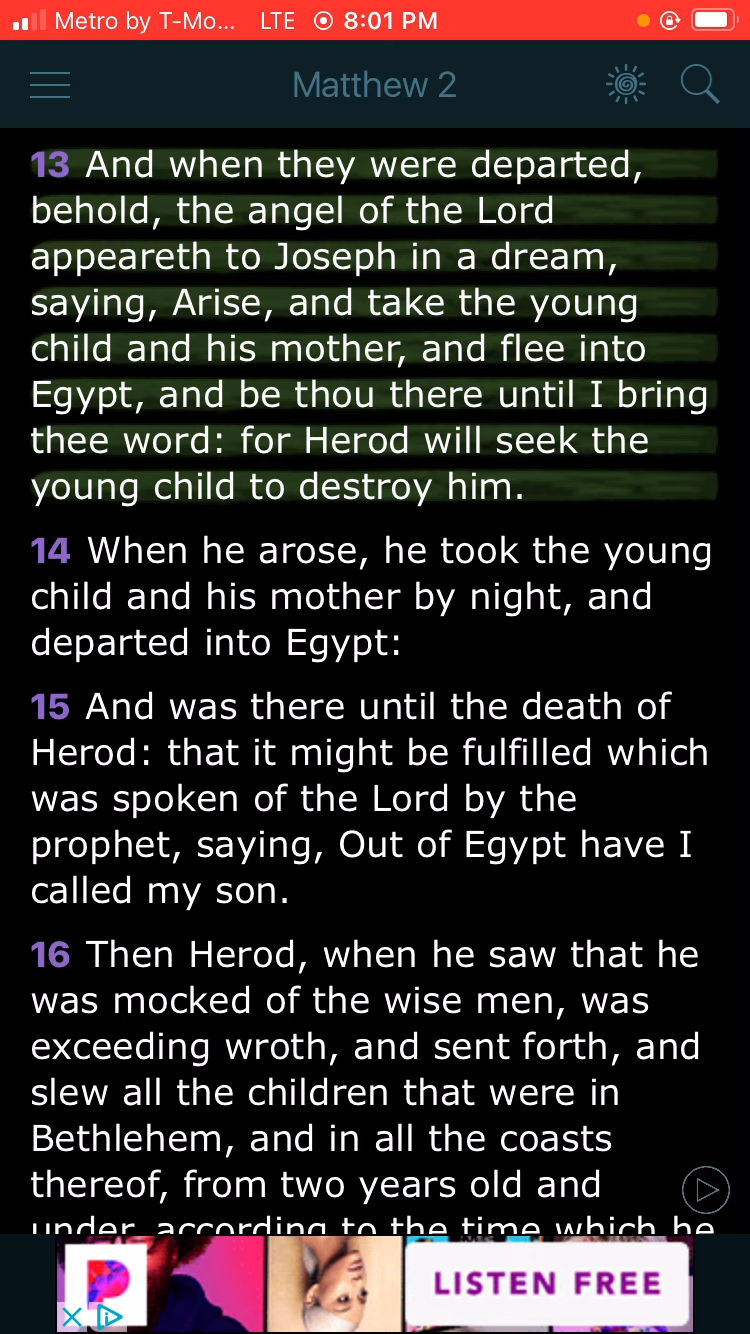 Metro by T-Mo... LTE 8:01 PM
Matthew 2
13 And when they were departed,
behold, the angel of the Lord
appeareth to Joseph in a dream,
saying, Arise, and take the young
child and his mother, and flee into
Egypt, and be thou there until I bring
thee word: for Herod will seek the
young child to destroy him.
14 When he arose, he took the young
child and his mother by night, and
departed into Egypt:
15 And was there until the death of
Herod: that it might be fulfilled which
was spoken of the Lord by the
prophet, saying, Out of Egypt have I
called my son.
16 Then Herod, when he saw that he
was mocked of the wise men, was
exceeding wroth, and sent forth, and
slew all the children that were in
Bethlehem, and in all the coasts
thereof, from two years old and
under, according to the time which he
LISTEN FREE